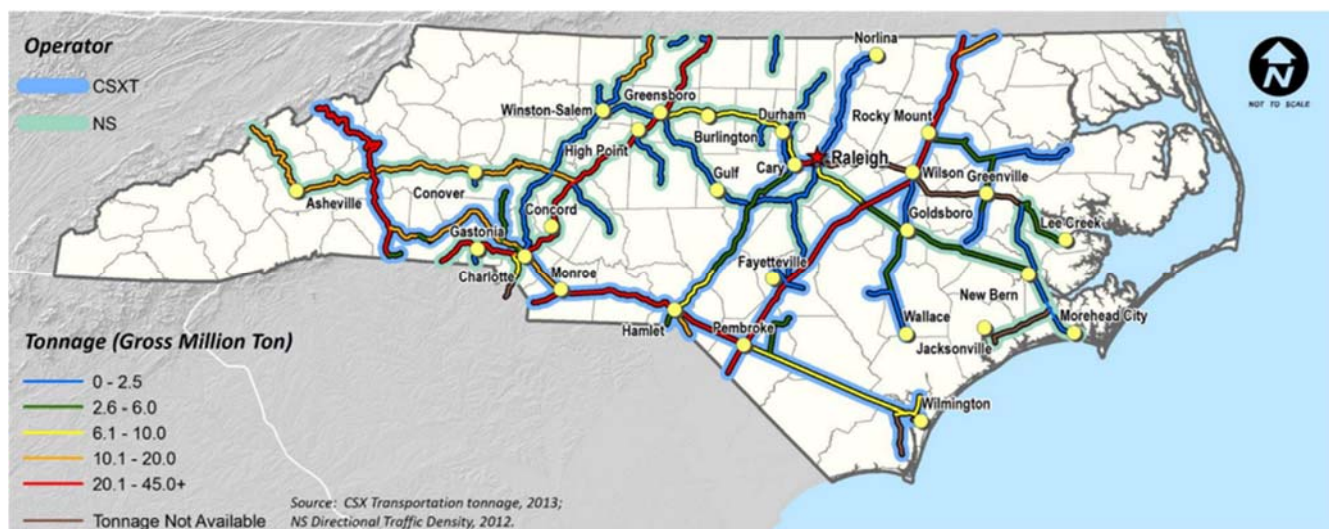 Operator
CSXT
NS
Norlina
N
NOT TO SCALE
Winston-Salem
Greensboro
Durham
Rocky Mount
Burlington
High Point
Cary
Raleigh
Wilson
Greenville
Gulf
Conover
Asheville
Concord
Goldsboro
Lee Creek
Gastonia
Fayetteville
Charlotte
Monroe
New Bern
Hamlet
Pembroke
Wallace
Morehead City
Jacksonville
Wilmington
Tonnage (Gross Million Ton)
0 - 2.5
2.6 - 6.0
6.1 - 10.0
10.1 - 20.0
20.1 - 45.0+
Tonnage Not Available
Source: CSX Transportation tonnage, 2013;
NS Directional Traffic Density, 2012.